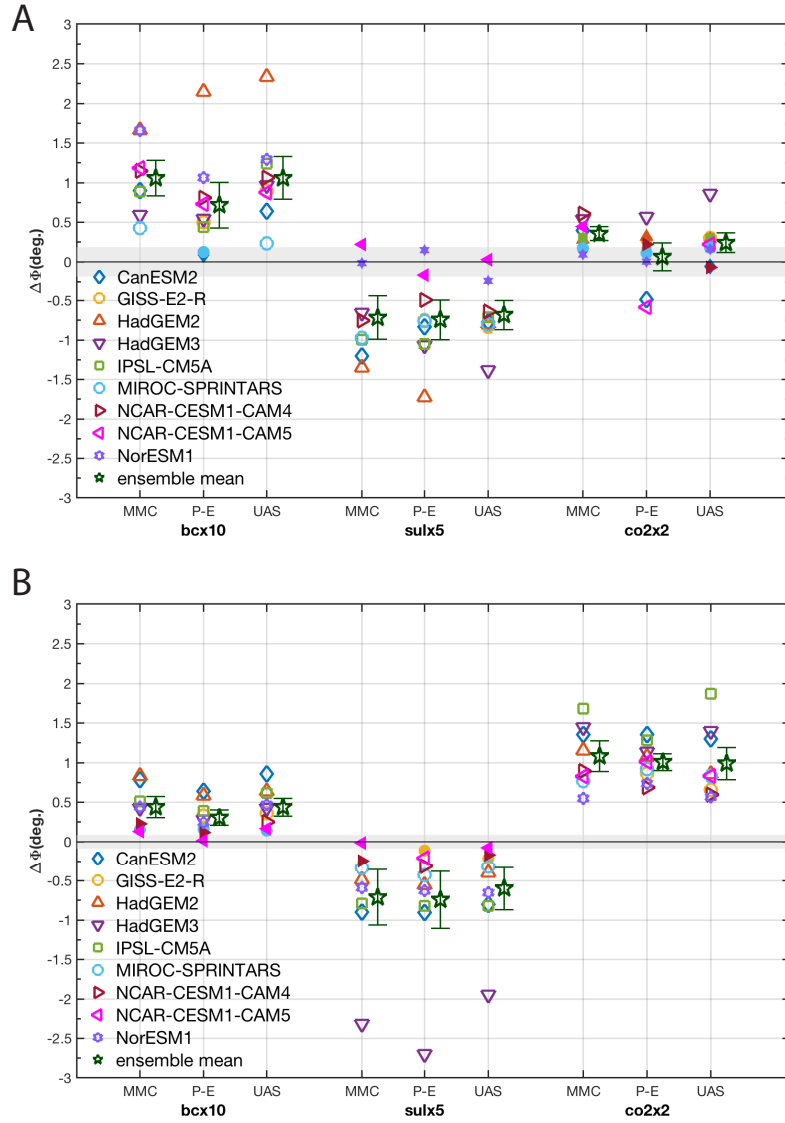 A
3
2.5
2
1.5
1
0.5
0
-0.5
-1
-1.5
-2
-2.5
-3
ΔΦ(deg.)
CanESM2
GISS-E2-R
HadGEM2
HadGEM3
IPSL-CM5A
MIROC-SPRINTARS
NCAR-CESM1-CAM4
NCAR-CESM1-CAM5
NorESM1
ensemble mean
MMC P-E UAS MMC P-E UAS MMC P-E UAS
bcx10 sulx5 co2x2
B
3
2.5
2
1.5
1
0.5
0
-0.5
-1
-1.5
-2
-2.5
-3
ΔΦ(deg.)
CanESM2
GISS-E2-R
HadGEM2
HadGEM3
IPSL-CM5A
MIROC-SPRINTARS
NCAR-CESM1-CAM4
NCAR-CESM1-CAM5
NorESM1
ensemble mean
MMC P-E UAS MMC P-E UAS MMC P-E UAS
bcx10 sulx5 co2x2